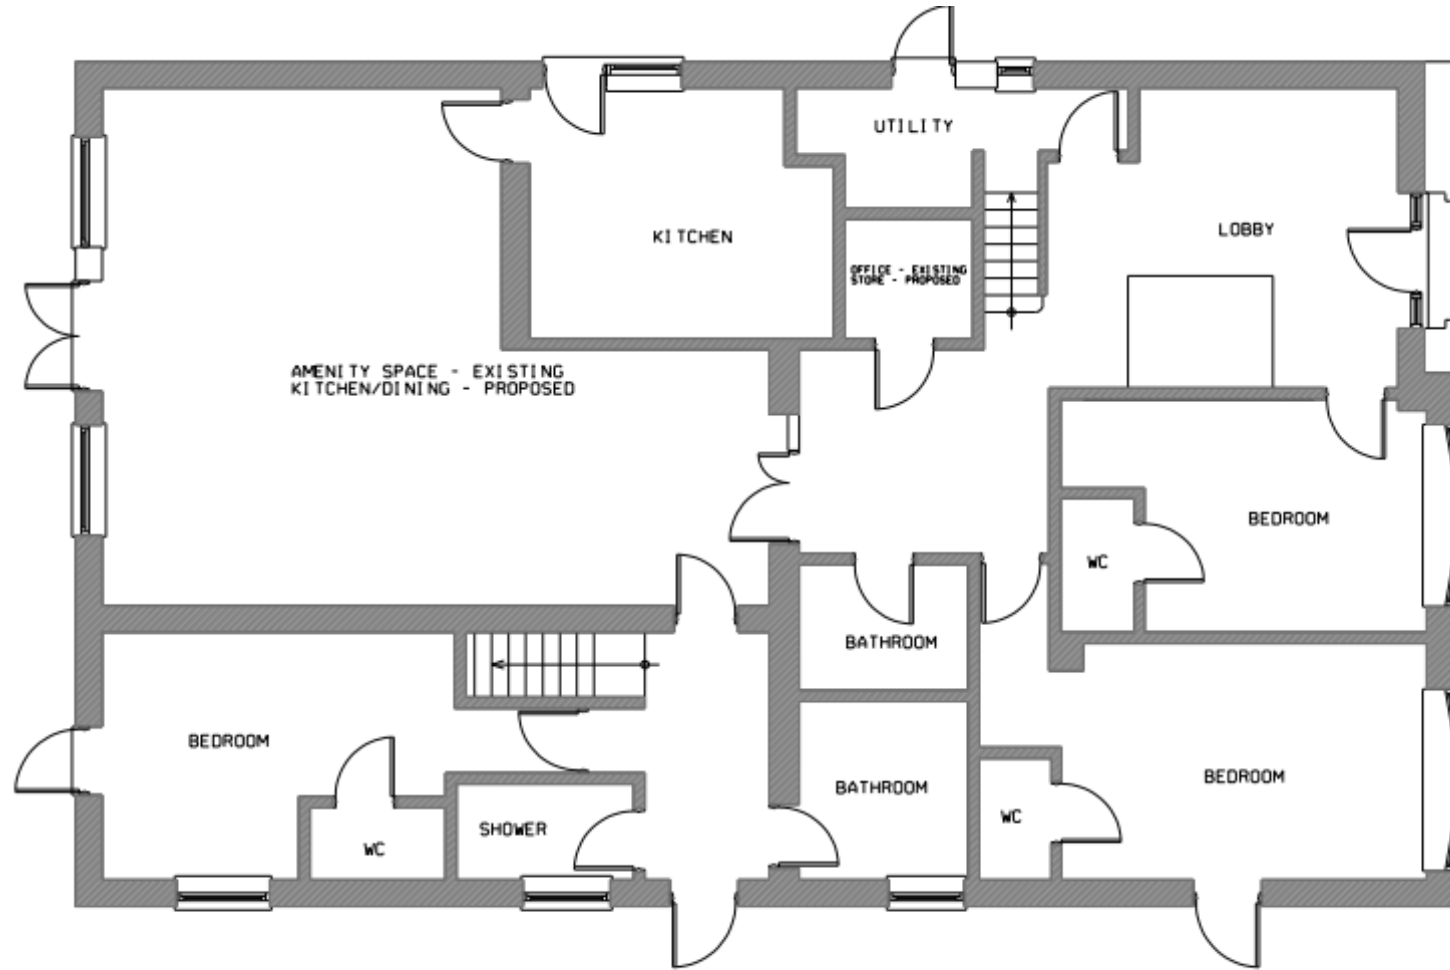 UTILITY
LOBBY
KITCHEN
OFFICE - EXISTING
STORE - PROPOSED
AMENITY SPACE - EXISTING
KITCHEN/DINING - PROPOSED
BEDROOM
WC
BATHROOM
BEDROOM
BEDROOM
BATHROOM
WC
SHOWER
WC